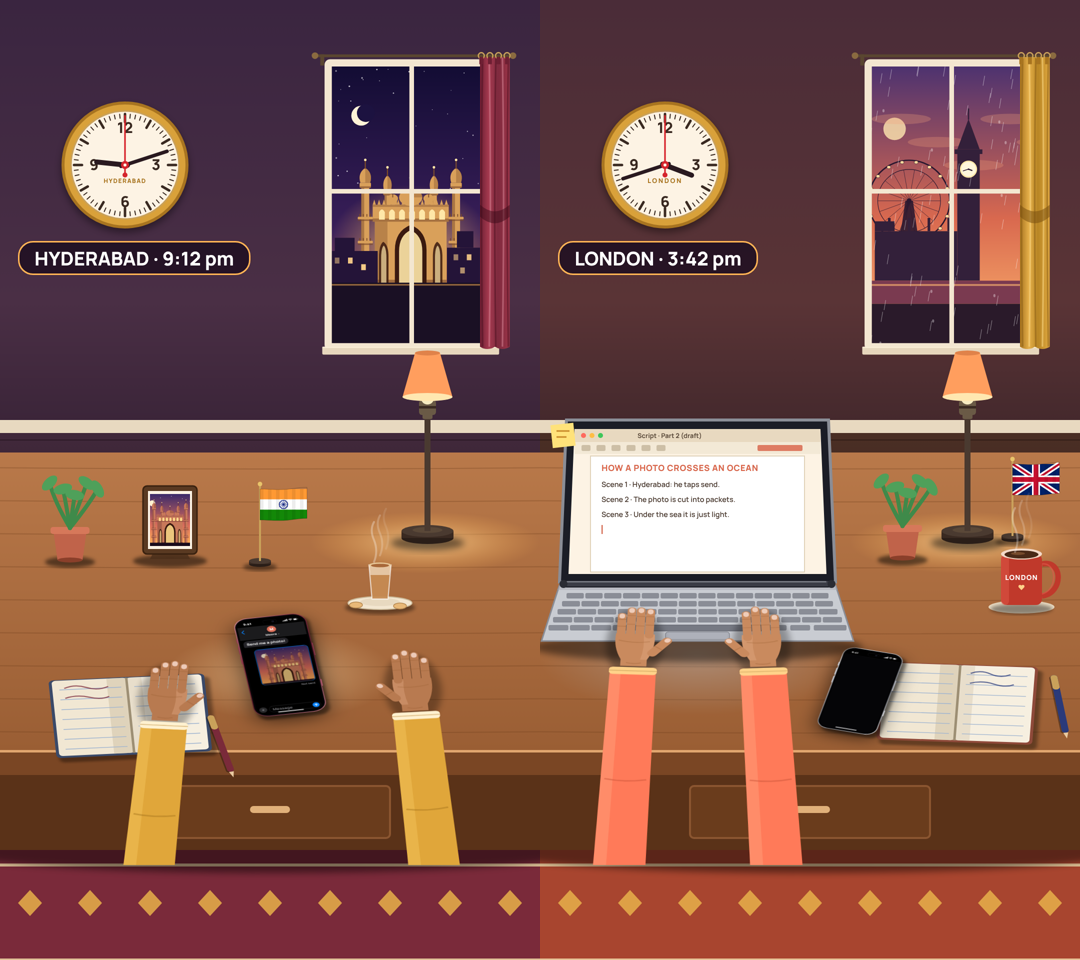 12
9
3
6
HYDERABAD
HYDERABAD · 9:12 pm
Send me a photo!
12
9
3
6
LONDON
LONDON · 3:42 pm
Script · Part 2 (draft)
HOW A PHOTO CROSSES AN OCEAN
Scene 1 · Hyderabad: he taps send.
Scene 2 · The photo is cut into packets.
Scene 3 · Under the sea it is just light.
LONDON